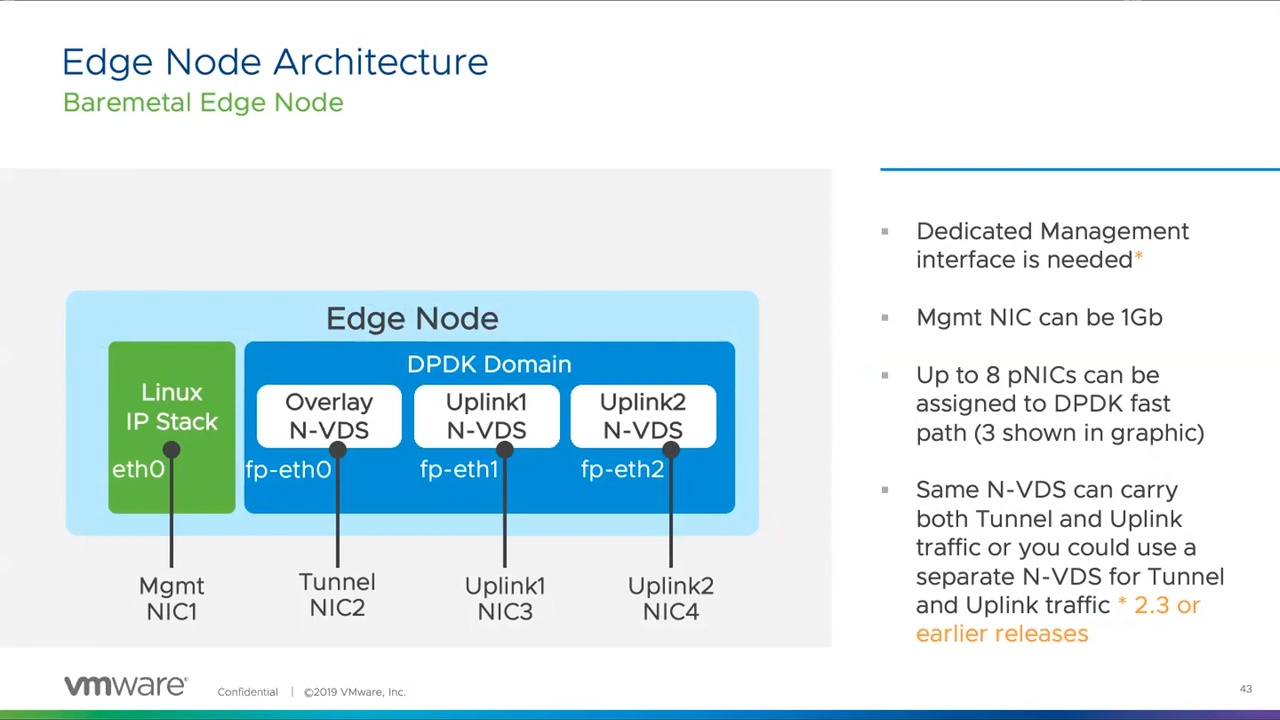 Edge Node Architecture
Baremetal Edge Node
Edge Node
Linux
IP Stack
eth0
DPDK Domain
Overlay
N-VDS
Uplink1
N-VDS
Uplink2
N-VDS
fp-eth0
fp-eth1
fp-eth2
Mgmt
NIC1
Tunnel
NIC2
Uplink1
NIC3
Uplink2
NIC4
Dedicated Management
interface is needed*
Mgmt NIC can be 1Gb
Up to 8 pNICs can be
assigned to DPDK fast
path (3 shown in graphic)
Same N-VDS can carry
both Tunnel and Uplink
traffic or you could use a
separate N-VDS for Tunnel
and Uplink traffic * 2.3 or
earlier releases
vmware®
Confidential | ©2019 VMware, Inc.
43